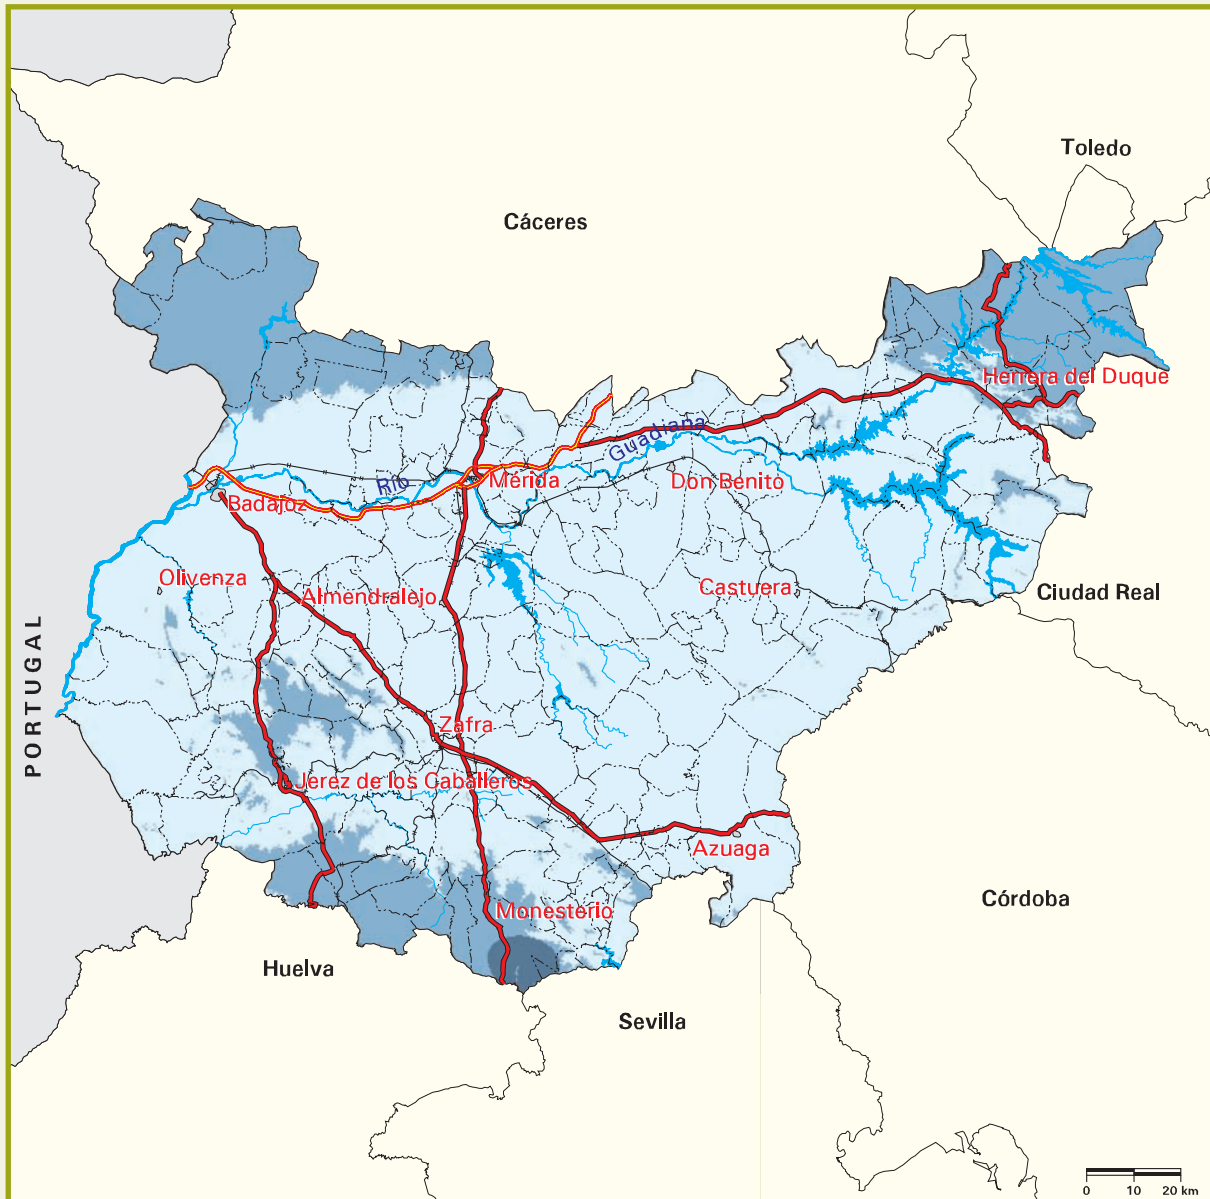 Toledo
Cáceres
Herrera del Duque
Guadiana
Río
Mérida
Don Benito
Badajoz
Olivenza
Almendralejo
Castuera
Ciudad Real
PORTUGAL
Zafra
Jerez de los Caballeros
Azuaga
Córdoba
Monesterio
Huelva
Sevilla
0 10 20 km